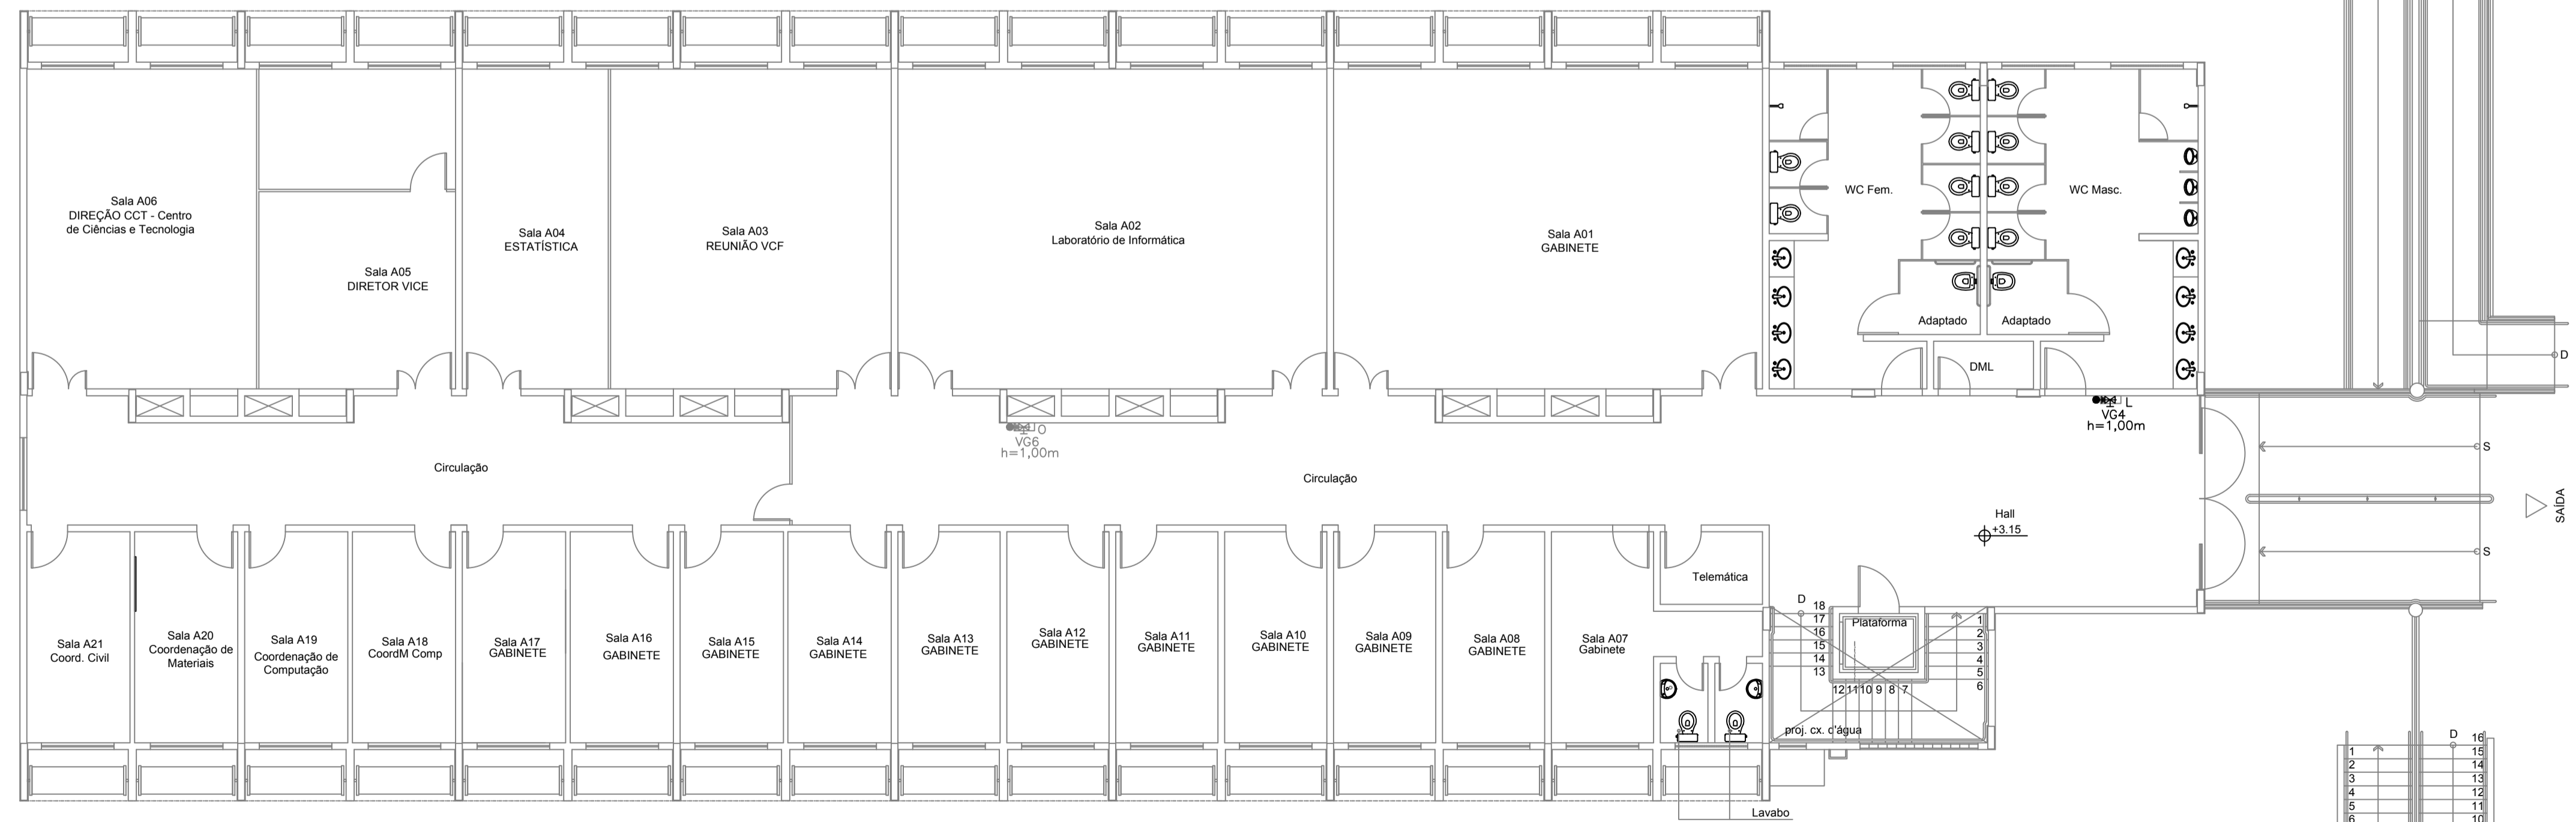 Sala A06
DIREÇÃO CCT - Centro
de Ciências e Tecnologia
Sala A05
DIRETOR VICE
Sala A04
ESTATÍSTICA
Sala A03
REUNIÃO VCF
Sala A02
Laboratório de Informática
Sala A01
GABINETE
WC Fem.
WC Masc.
Adaptado
Adaptado
DML
D
L
VG4
h=1,00m
O
VG6
h=1,00m
Circulação
Circulação
S
S
SAÍDA
Hall
+3.15
Telemática
Plataforma
D
18
17
16
15
14
13
12
11
10
9
8
7
1
2
3
4
5
6
proj. cx. d'água
Sala A21
Coord. Civil
Sala A20
Coordenação de
Materiais
Sala A19
Coordenação de
Computação
Sala A18
CoordM Comp
Sala A17
GABINETE
Sala A16
GABINETE
Sala A15
GABINETE
Sala A14
GABINETE
Sala A13
GABINETE
Sala A12
GABINETE
Sala A11
GABINETE
Sala A10
GABINETE
Sala A09
GABINETE
Sala A08
GABINETE
Sala A07
Gabinete
Lavabo
D
1
2
3
4
5
6
16
15
14
13
12
11
10